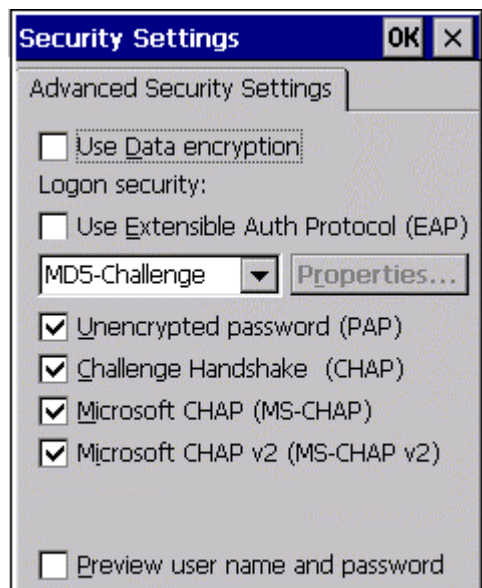 Security Settings OK ×
Advanced Security Settings
Use Data encryption
Logon security:
Use Extensible Auth Protocol (EAP)
MD5-Challenge Properties...
Unencrypted password (PAP)
Challenge Handshake (CHAP)
Microsoft CHAP (MS-CHAP)
Microsoft CHAP v2 (MS-CHAP v2)
Preview user name and password